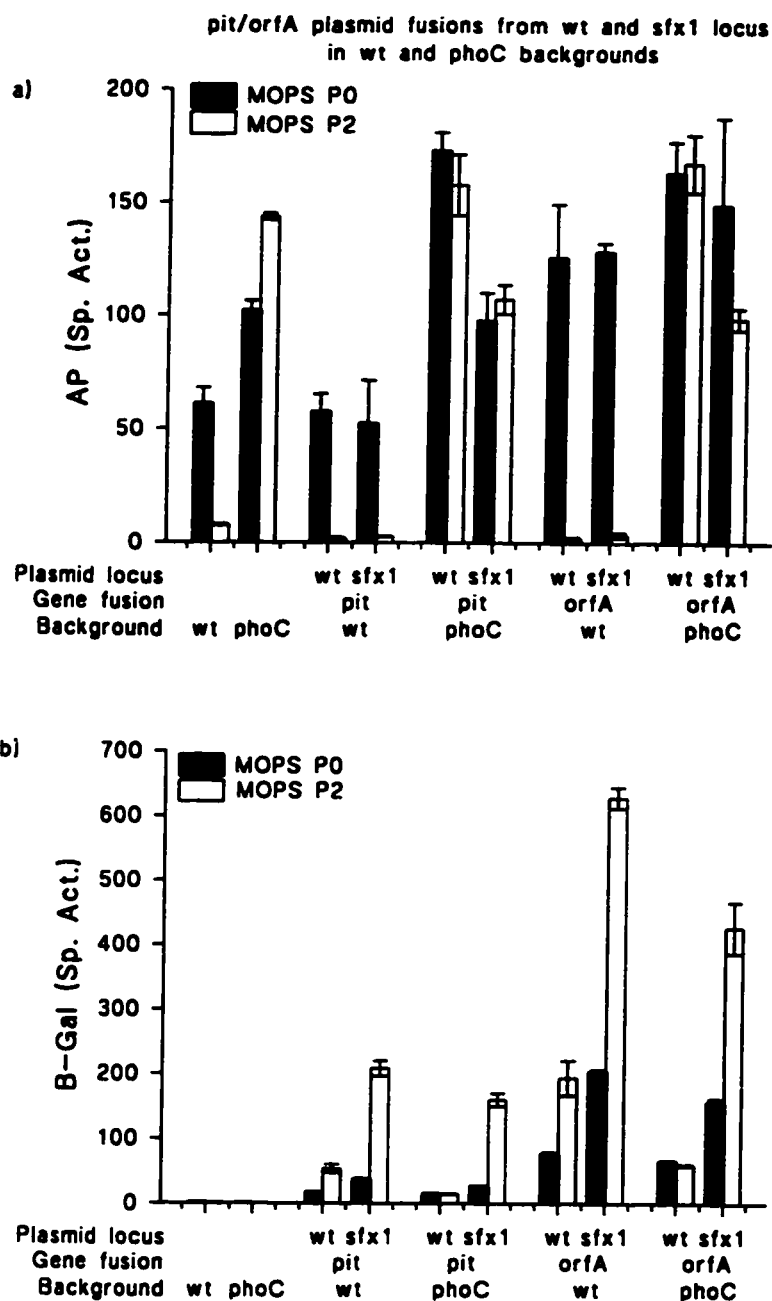 pit/orfA plasmid fusions from wt and sfx1 locus
in wt and phoC backgrounds
a)
MOPS P0
MOPS P2
200
150
100
50
0
AP (Sp. Act.)
Plasmid locus wt sfx1 wt sfx1 wt sfx1 wt sfx1
Gene fusion pit pit orfA orfA
Background wt phoC wt phoC wt phoC
b)
MOPS P0
MOPS P2
700
600
500
400
300
200
100
0
B-Gal (Sp. Act.)
Plasmid locus wt sfx1 wt sfx1 wt sfx1 wt sfx1
Gene fusion pit pit orfA orfA
Background wt phoC wt phoC wt phoC